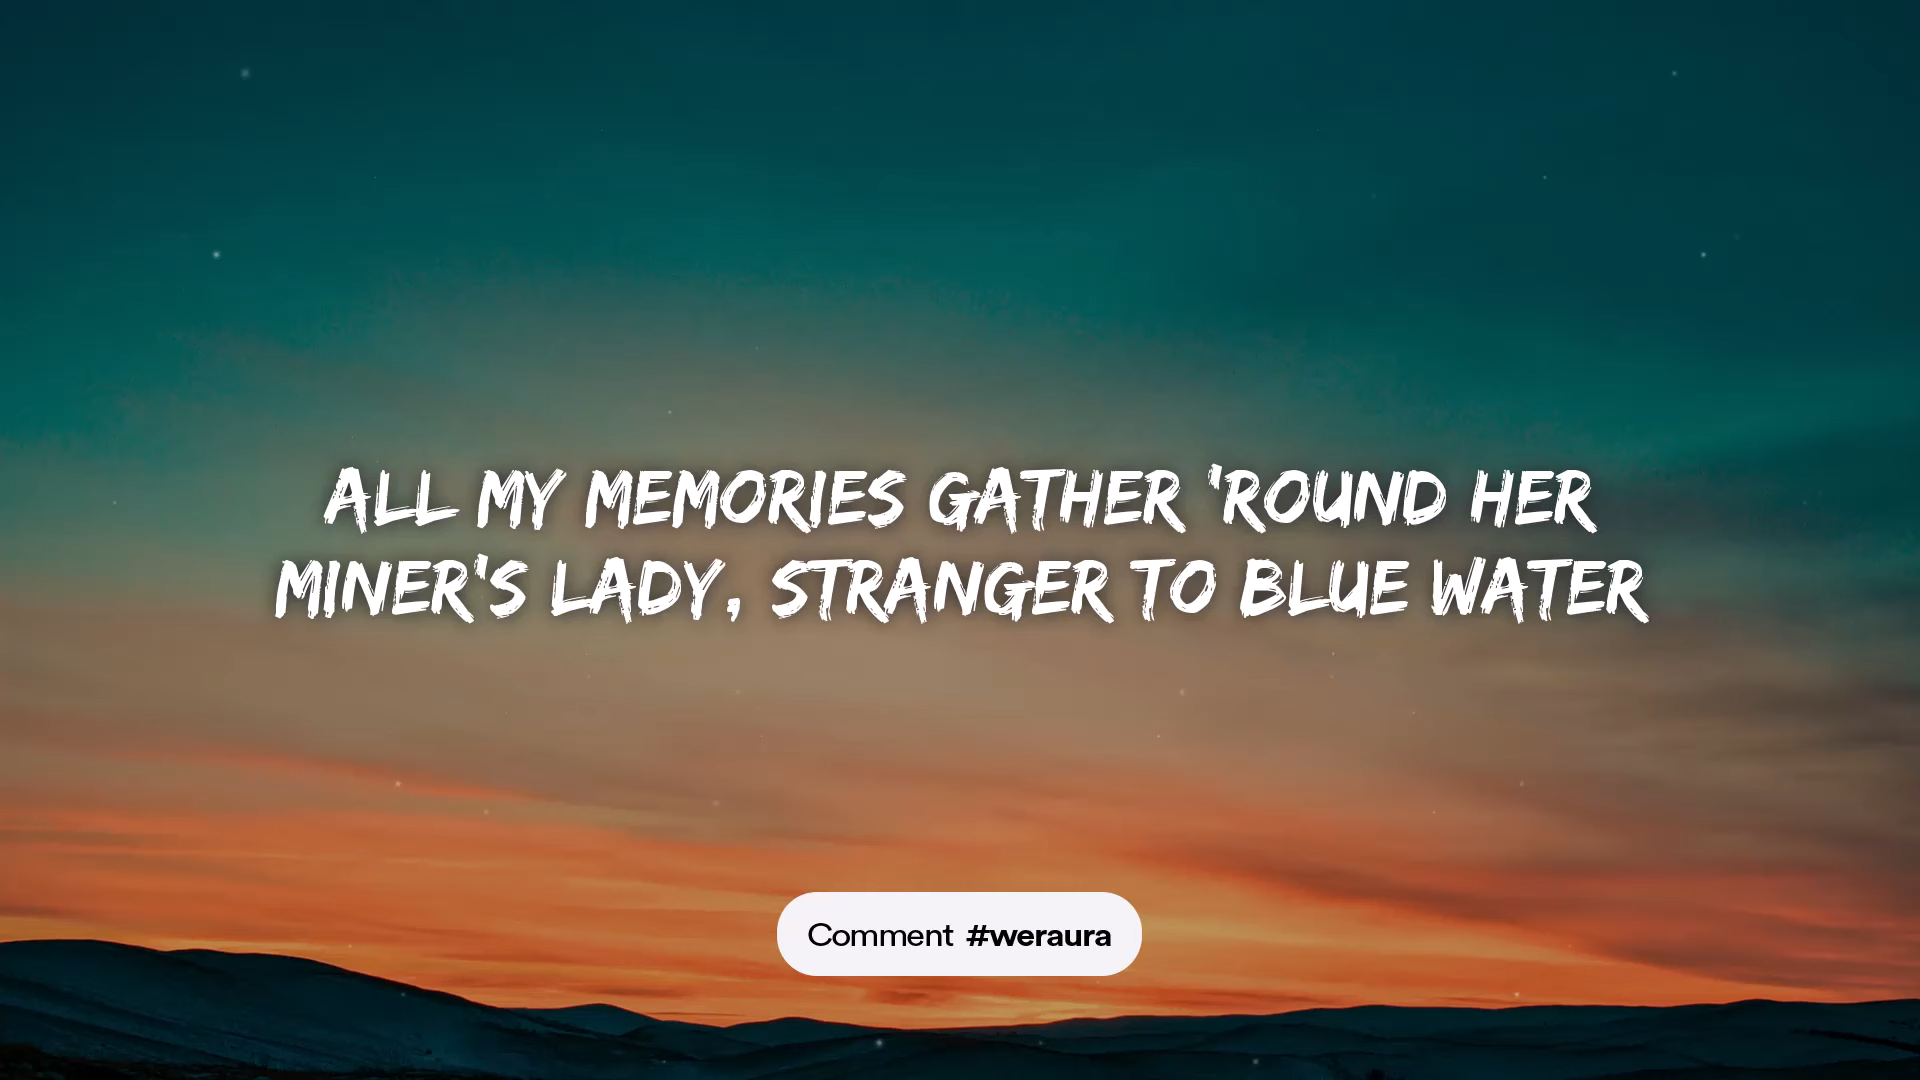 ALL MY MEMORIES GATHER 'ROUND HER
MINER'S LADY, STRANGER TO BLUE WATER
Comment #weraura